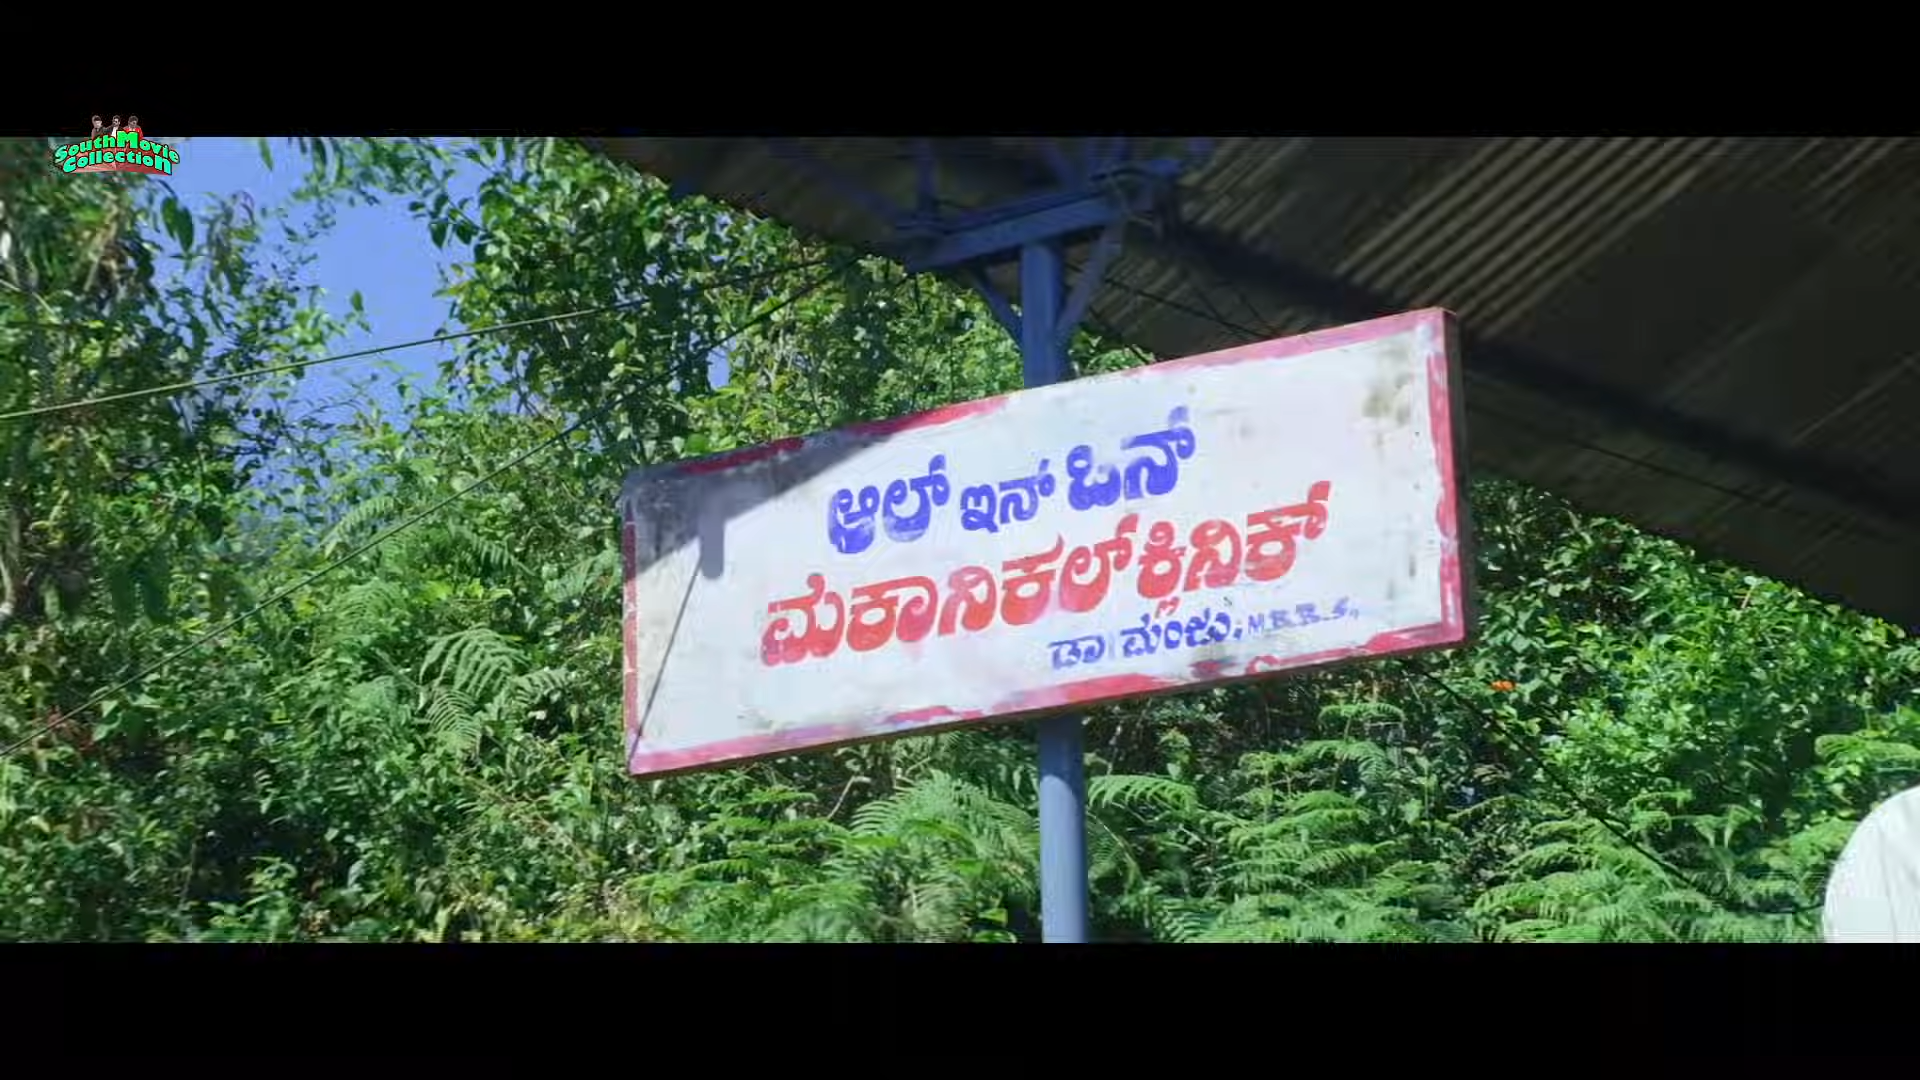 SouthMovie
Collection
ಆಲ್ ಇನ್ ಒನ್
ಮೆಕಾನಿಕಲ್ ಕ್ಲಿನಿಕ್
ಡಾ|ಮಂಜು. M.B.B.S.,